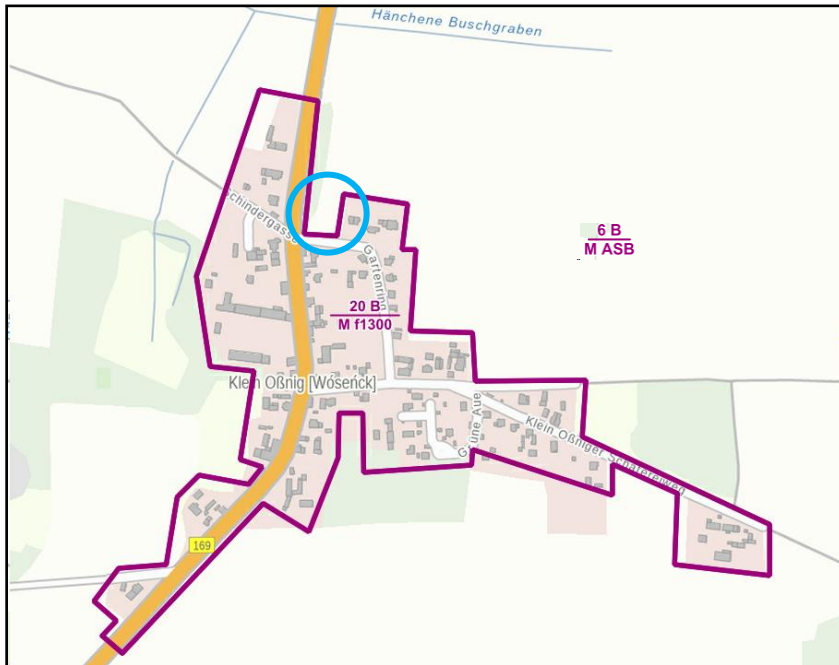 Hänchene Buschgraben
Schindergasse
Gartenring
6 B
M ASB
20 B
M f1300
Klein Oßnig [Wósenck]
Grüne Aue
Klein Oßniger Schäfereiweg
169